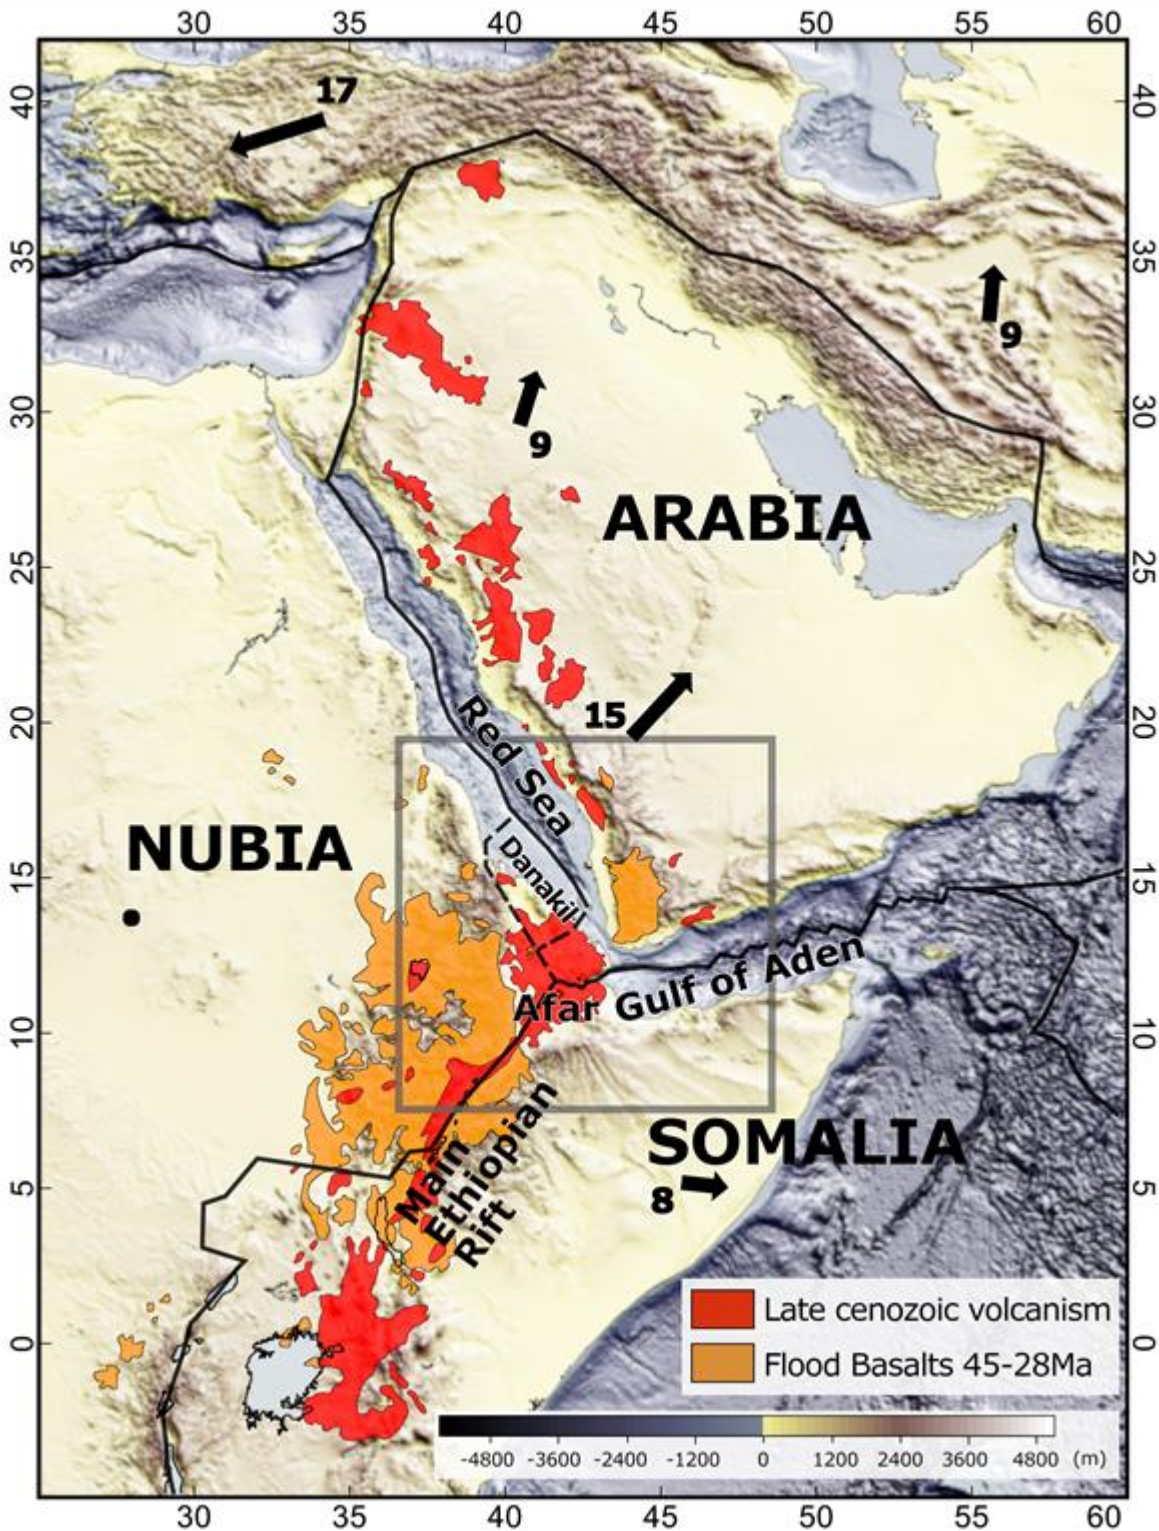 30 35 40 45 50 55 60
40
35
30
25
20
15
10
5
0
40
35
30
25
20
15
10
5
0
17
9
9
ARABIA
15
Red Sea
NUBIA
Danakil
Afar
Gulf of Aden
SOMALIA
8
Main
Ethiopian
Rift
Late cenozoic volcanism
Flood Basalts 45-28Ma
-4800 -3600 -2400 -1200 0 1200 2400 3600 4800 (m)
30 35 40 45 50 55 60